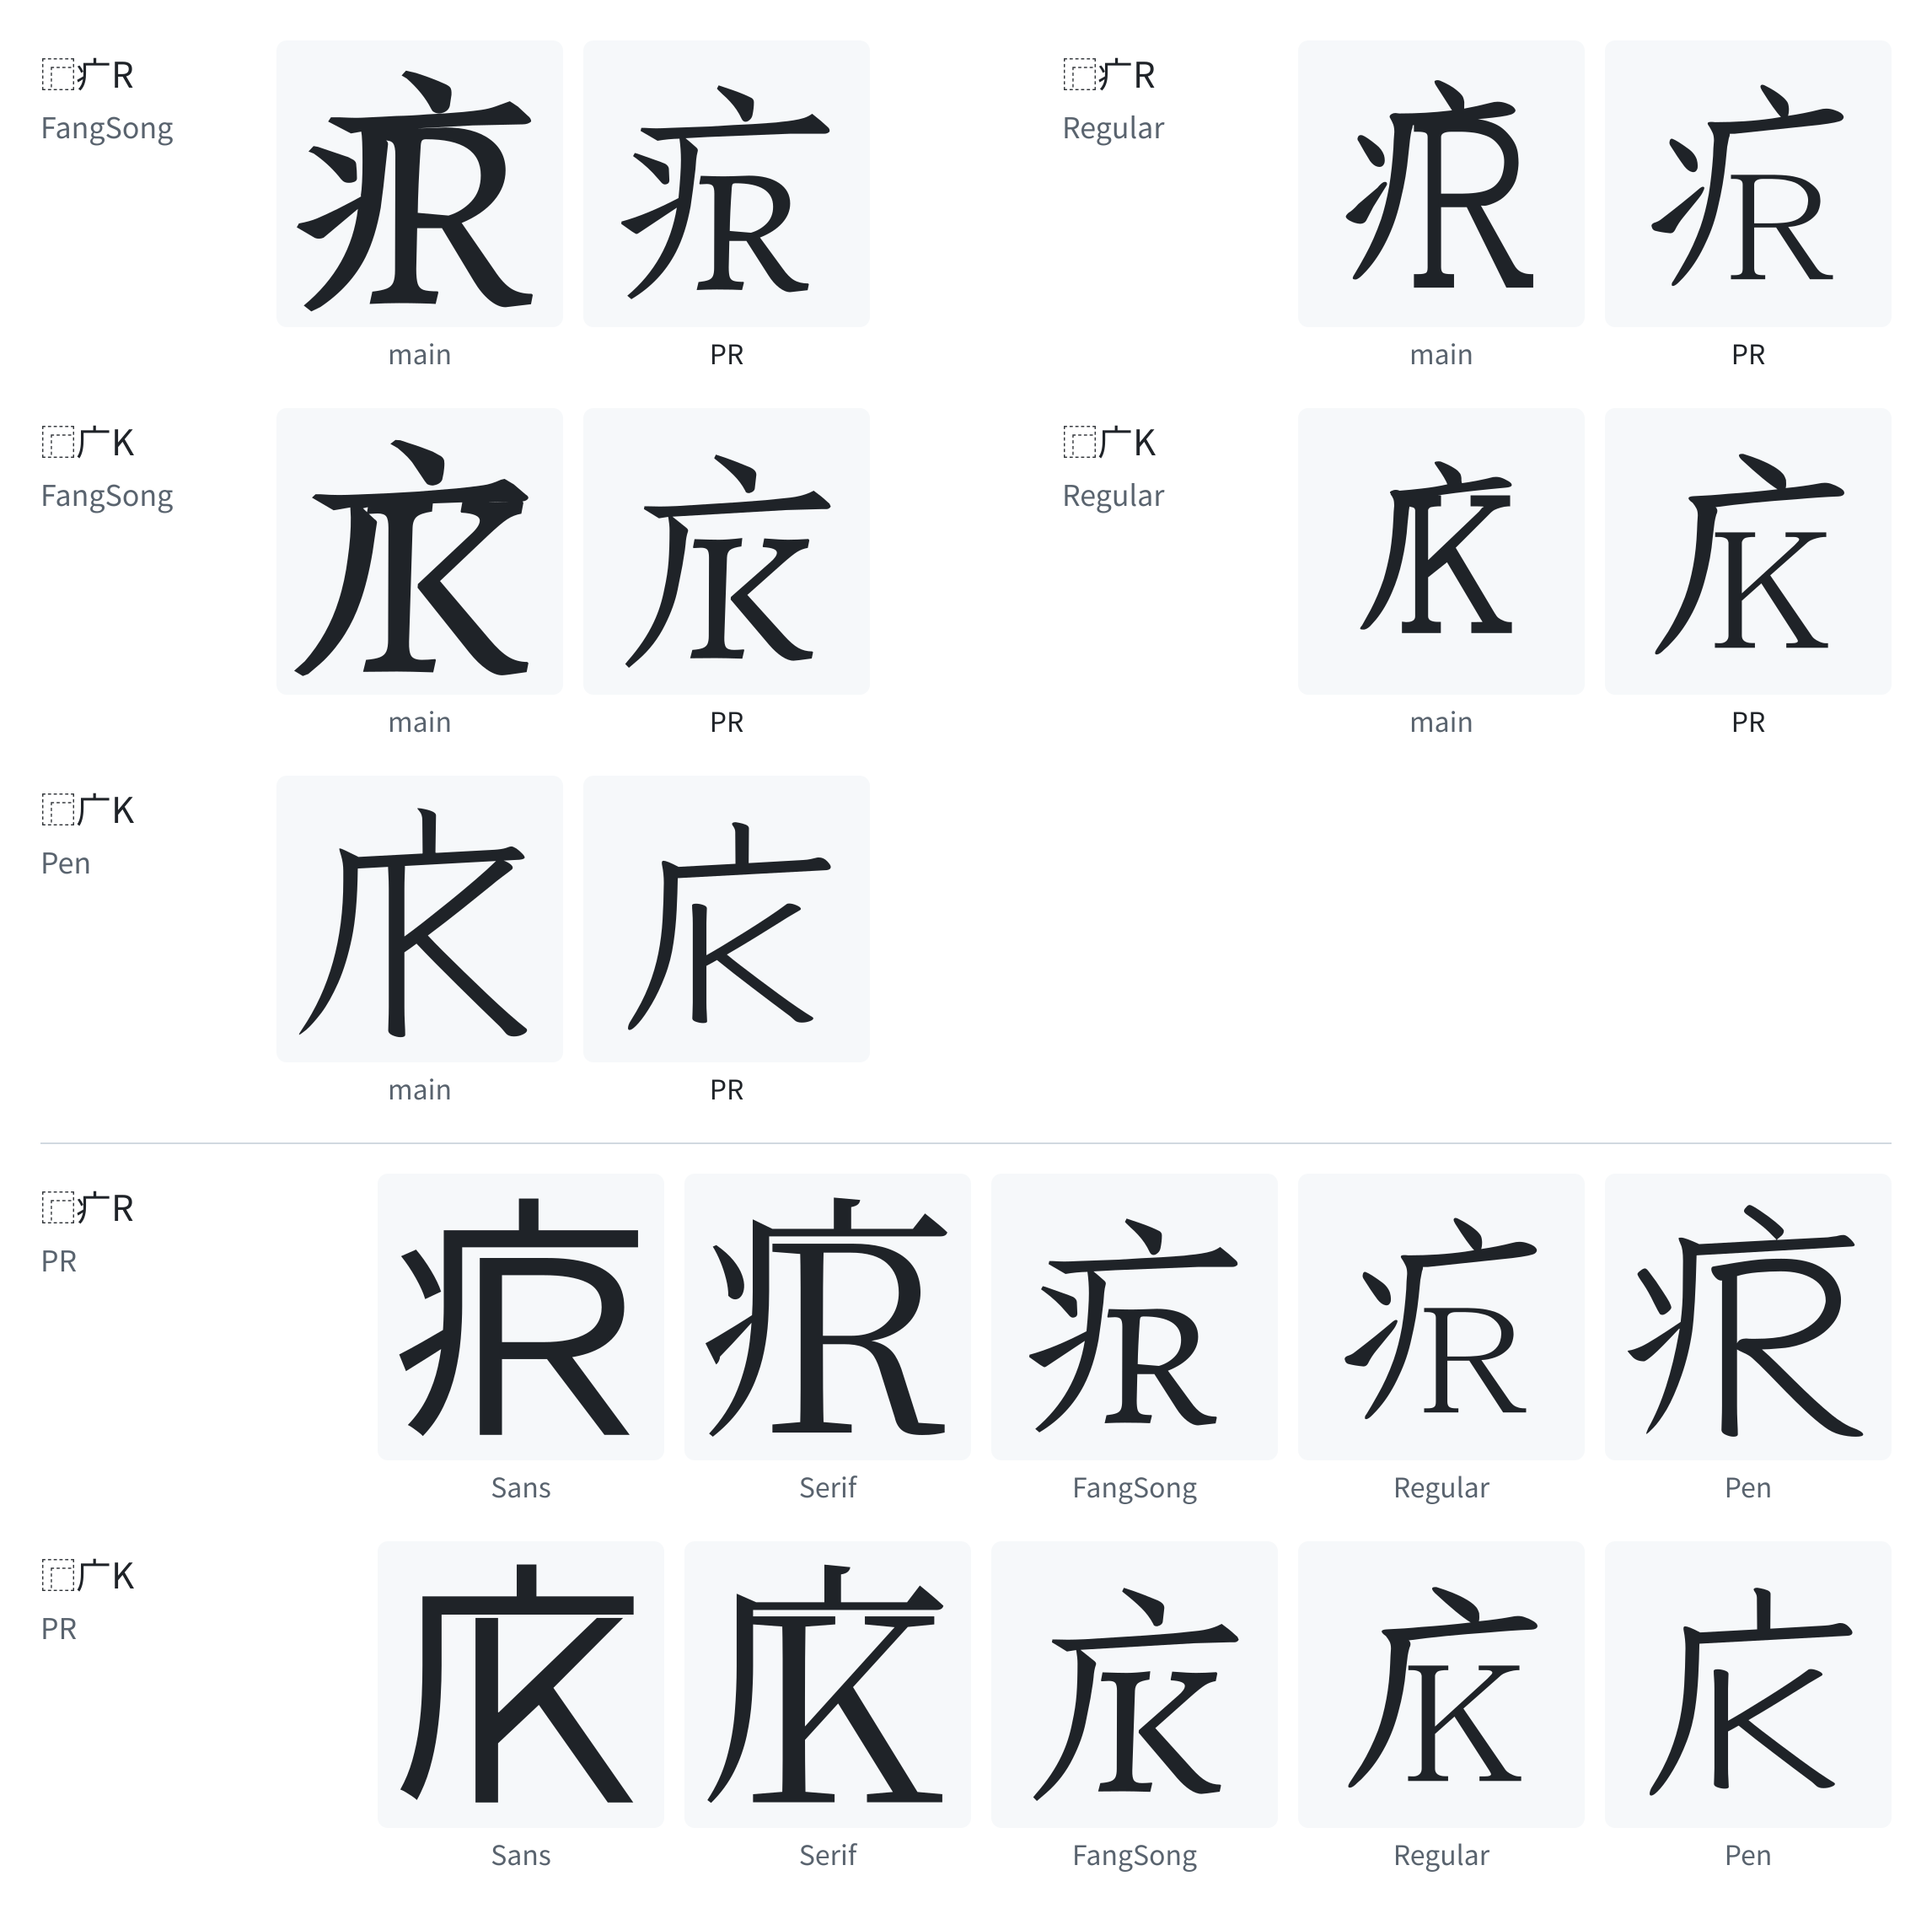 ⿸疒R ⿸疒R
FangSong Regular
main PR main PR
⿸广K ⿸广K
FangSong Regular
main PR main PR
⿸广K
Pen
main PR
⿸疒R
PR
Sans Serif FangSong Regular Pen
⿸广K
PR
Sans Serif FangSong Regular Pen